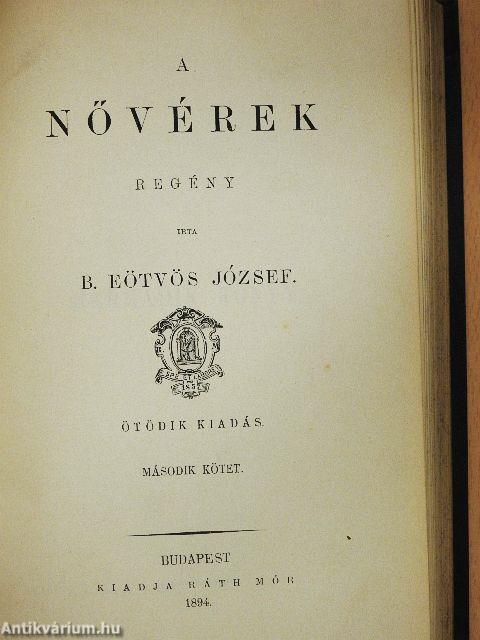 A
NŐVÉREK
REGÉNY
IRTA
B. EÖTVÖS JÓZSEF.
ÖTÖDIK KIADÁS.
MÁSODIK KÖTET.
BUDAPEST
KIADJA RÁTH MÓR
1894.
Antikvárium.hu